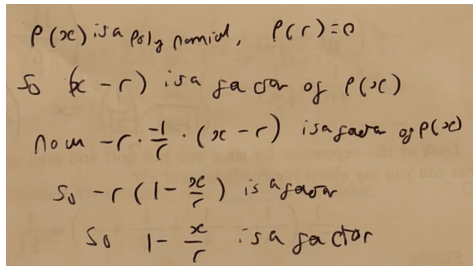 P(x) is a polynomial, P(r)=0
So (x - r) is a factor of P(x)
now -r · -1/r · (x - r) is a factor of P(x)
So -r(1 - x/r) is a factor
So 1 - x/r is a factor